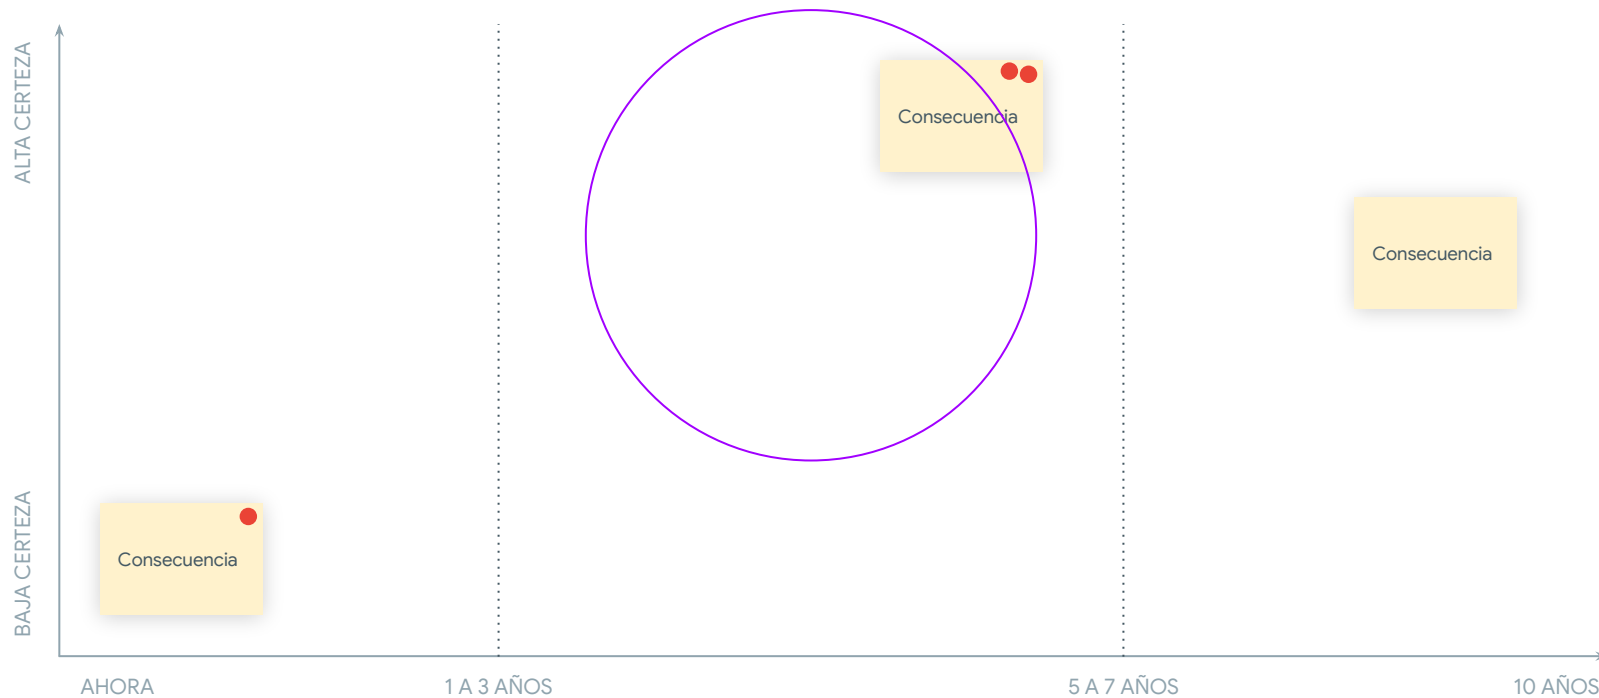 ALTA CERTEZA
Consecuencia
Consecuencia
BAJA CERTEZA
Consecuencia
AHORA
1 A 3 AÑOS
5 A 7 AÑOS
10 AÑOS